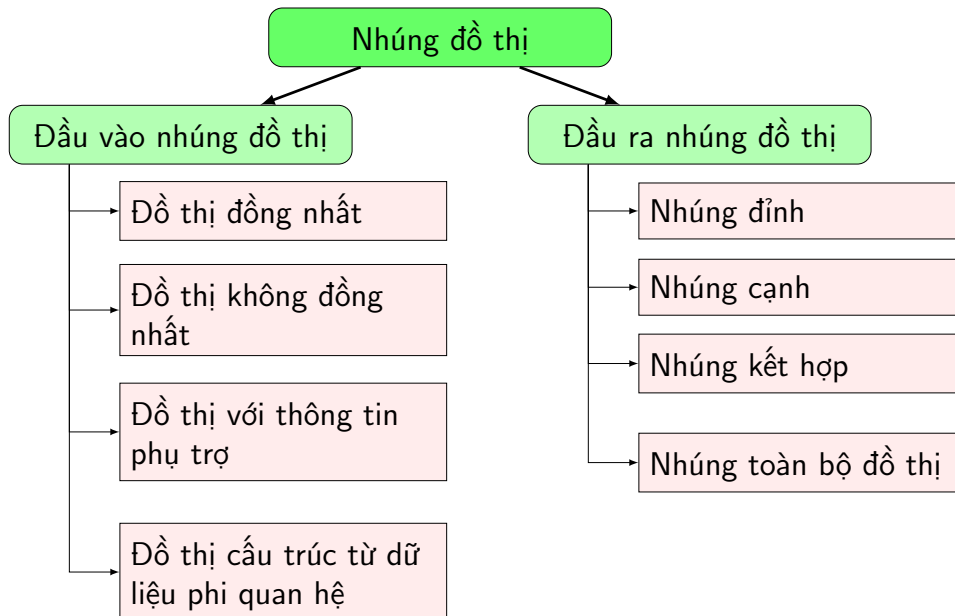 Nhúng đồ thị
Đầu vào nhúng đồ thị
Đồ thị đồng nhất
Đồ thị không đồng
nhất
Đồ thị với thông tin
phụ trợ
Đồ thị cấu trúc từ dữ
liệu phi quan hệ
Đầu ra nhúng đồ thị
Nhúng đỉnh
Nhúng cạnh
Nhúng kết hợp
Nhúng toàn bộ đồ thị